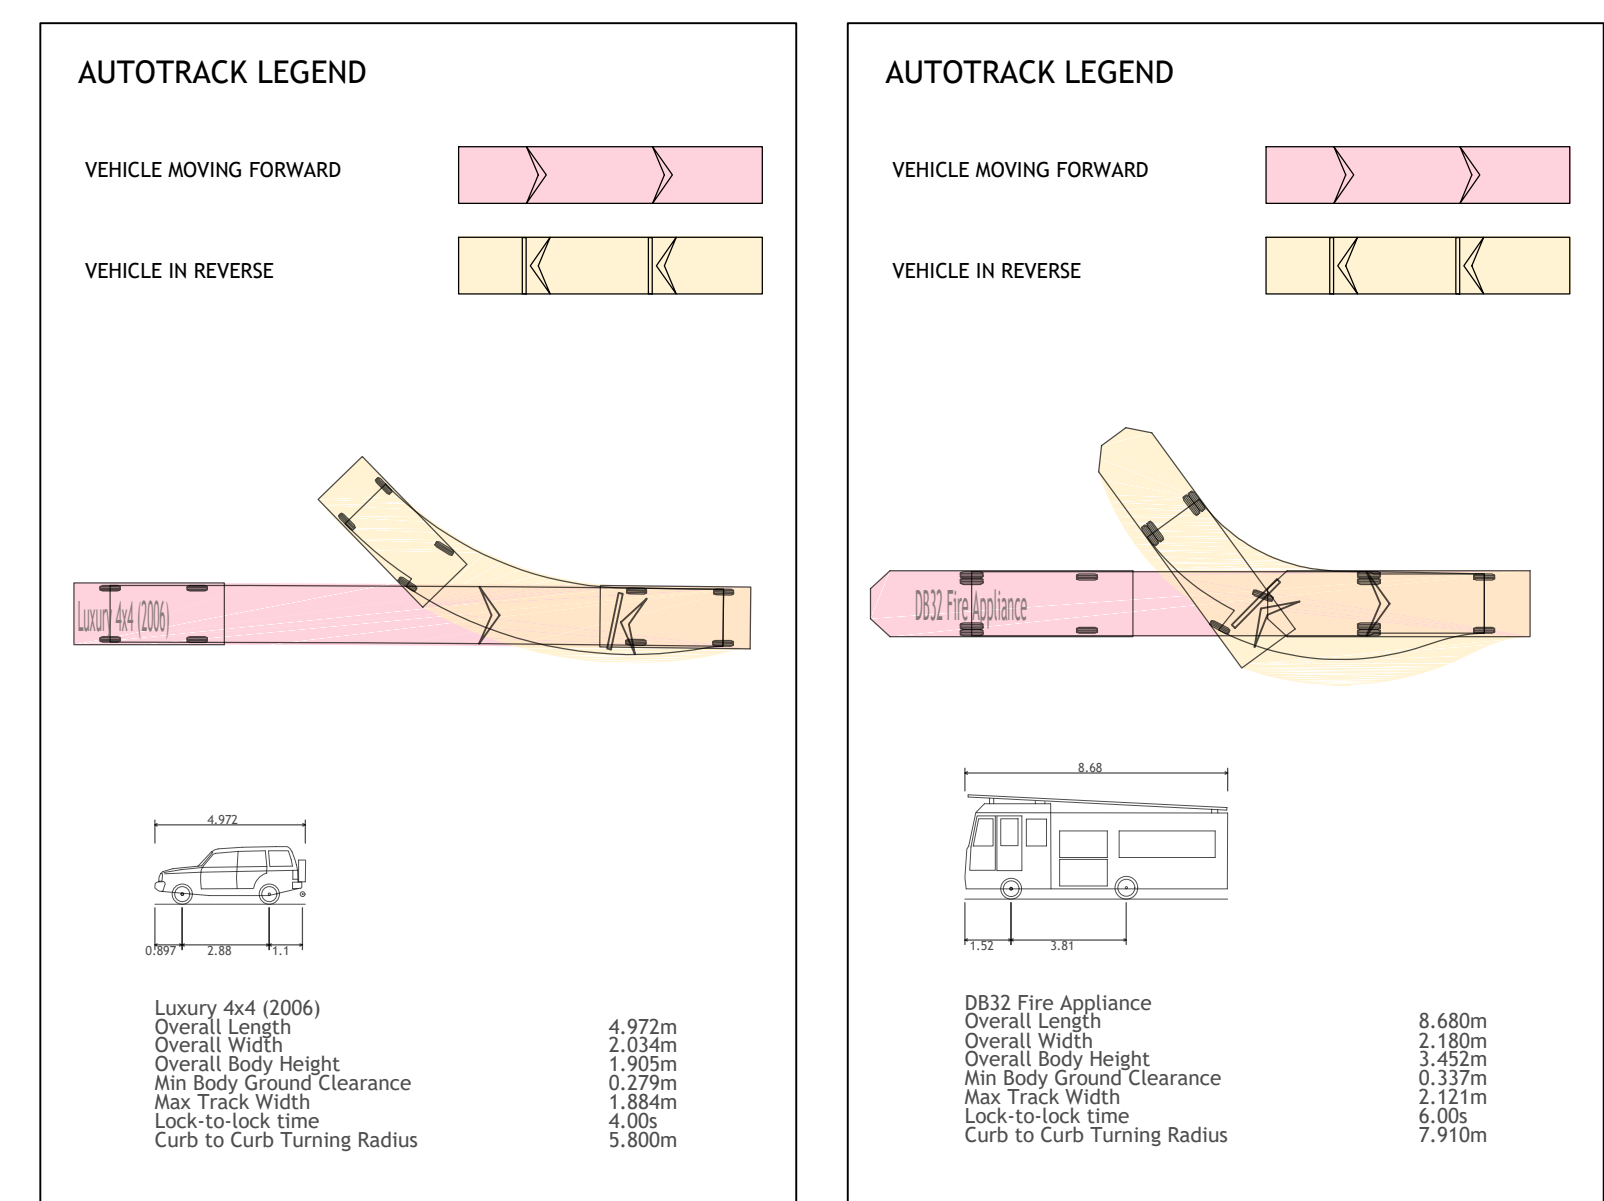 AUTOTRACK LEGEND
VEHICLE MOVING FORWARD
VEHICLE IN REVERSE
Luxury 4x4 (2006)
4.972
0.897 2.88 1.1
Luxury 4x4 (2006)
Overall Length 4.972m
Overall Width 2.034m
Overall Body Height 1.905m
Min Body Ground Clearance 0.279m
Max Track Width 1.884m
Lock-to-lock time 4.00s
Curb to Curb Turning Radius 5.800m
AUTOTRACK LEGEND
VEHICLE MOVING FORWARD
VEHICLE IN REVERSE
DB32 Fire Appliance
8.68
1.52 3.81
DB32 Fire Appliance
Overall Length 8.680m
Overall Width 2.180m
Overall Body Height 3.452m
Min Body Ground Clearance 0.337m
Max Track Width 2.121m
Lock-to-lock time 6.00s
Curb to Curb Turning Radius 7.910m